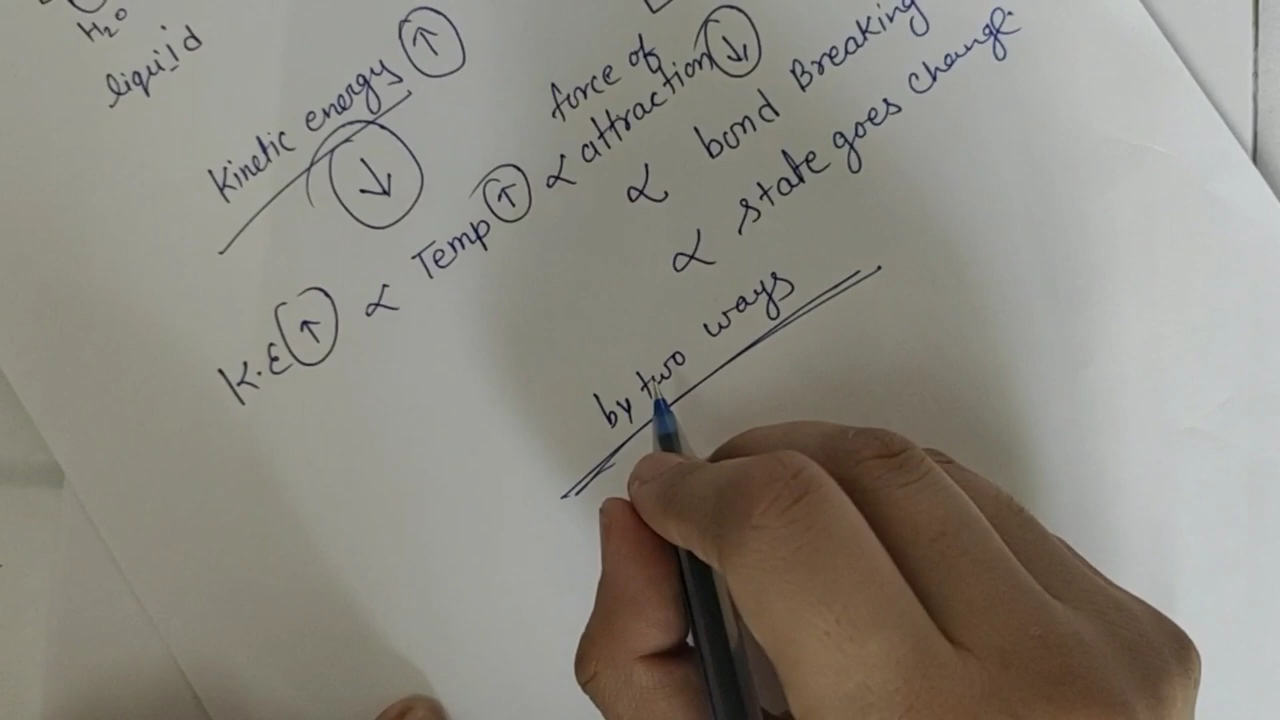 H₂O
liquid
Kinetic energy ↑
↓
K.E ↑ ∝ Temp ↑ ∝ force of attraction ↓
∝ bond Breaking
∝ state goes change
by two ways